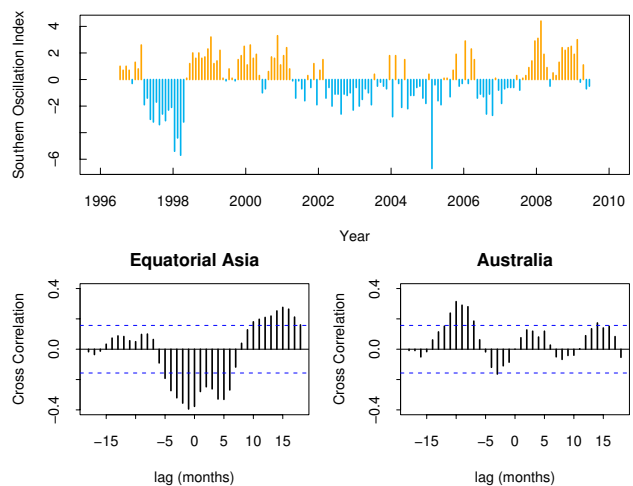 Southern Oscillation Index
4
2
0
−2
−6
1996 1998 2000 2002 2004 2006 2008 2010
Year
Equatorial Asia
Cross Correlation
0.4
0.0
−0.4
−15 −5 0 5 10 15
lag (months)
Australia
Cross Correlation
0.4
0.0
−0.4
−15 −5 0 5 10 15
lag (months)